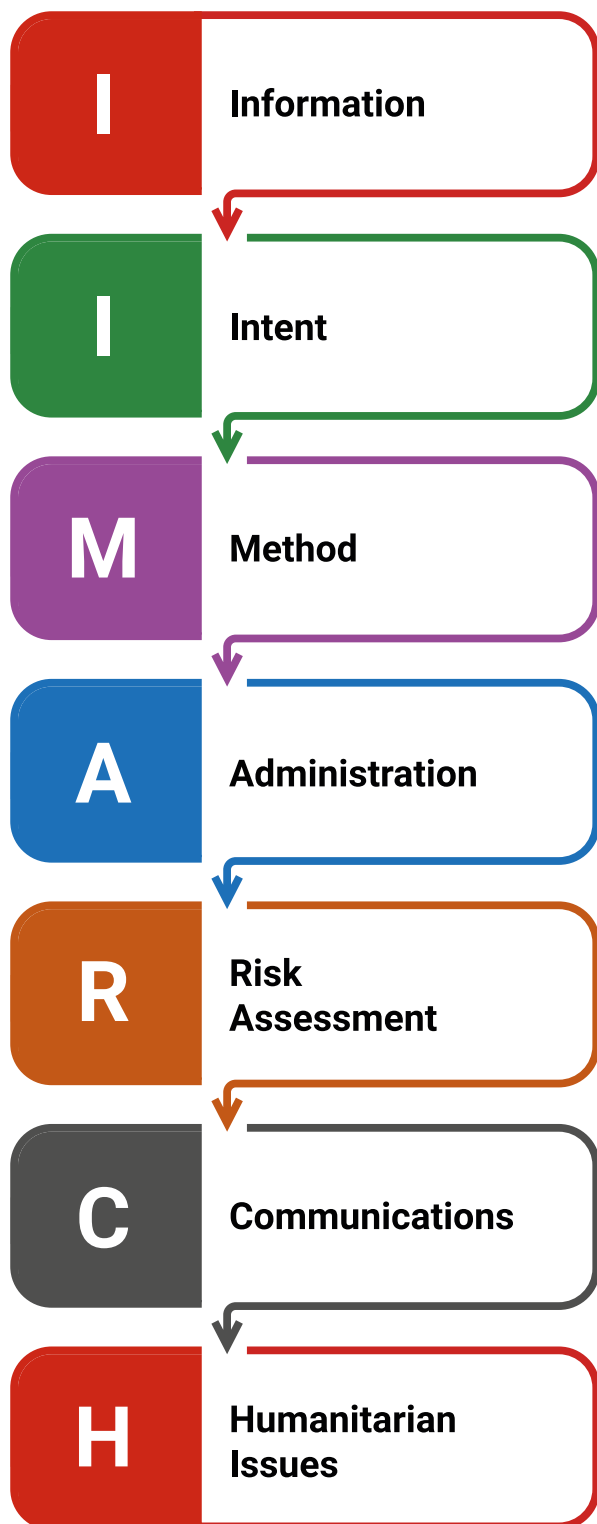 I
Information
I
Intent
M
Method
A
Administration
R
Risk
Assessment
C
Communications
H
Humanitarian
Issues